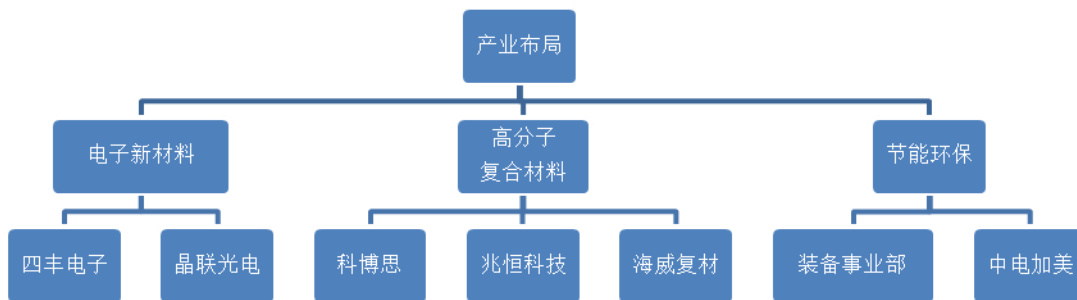 产业布局
电子新材料
高分子
复合材料
节能环保
四丰电子
晶联光电
科博思
兆恒科技
海威复材
装备事业部
中电加美